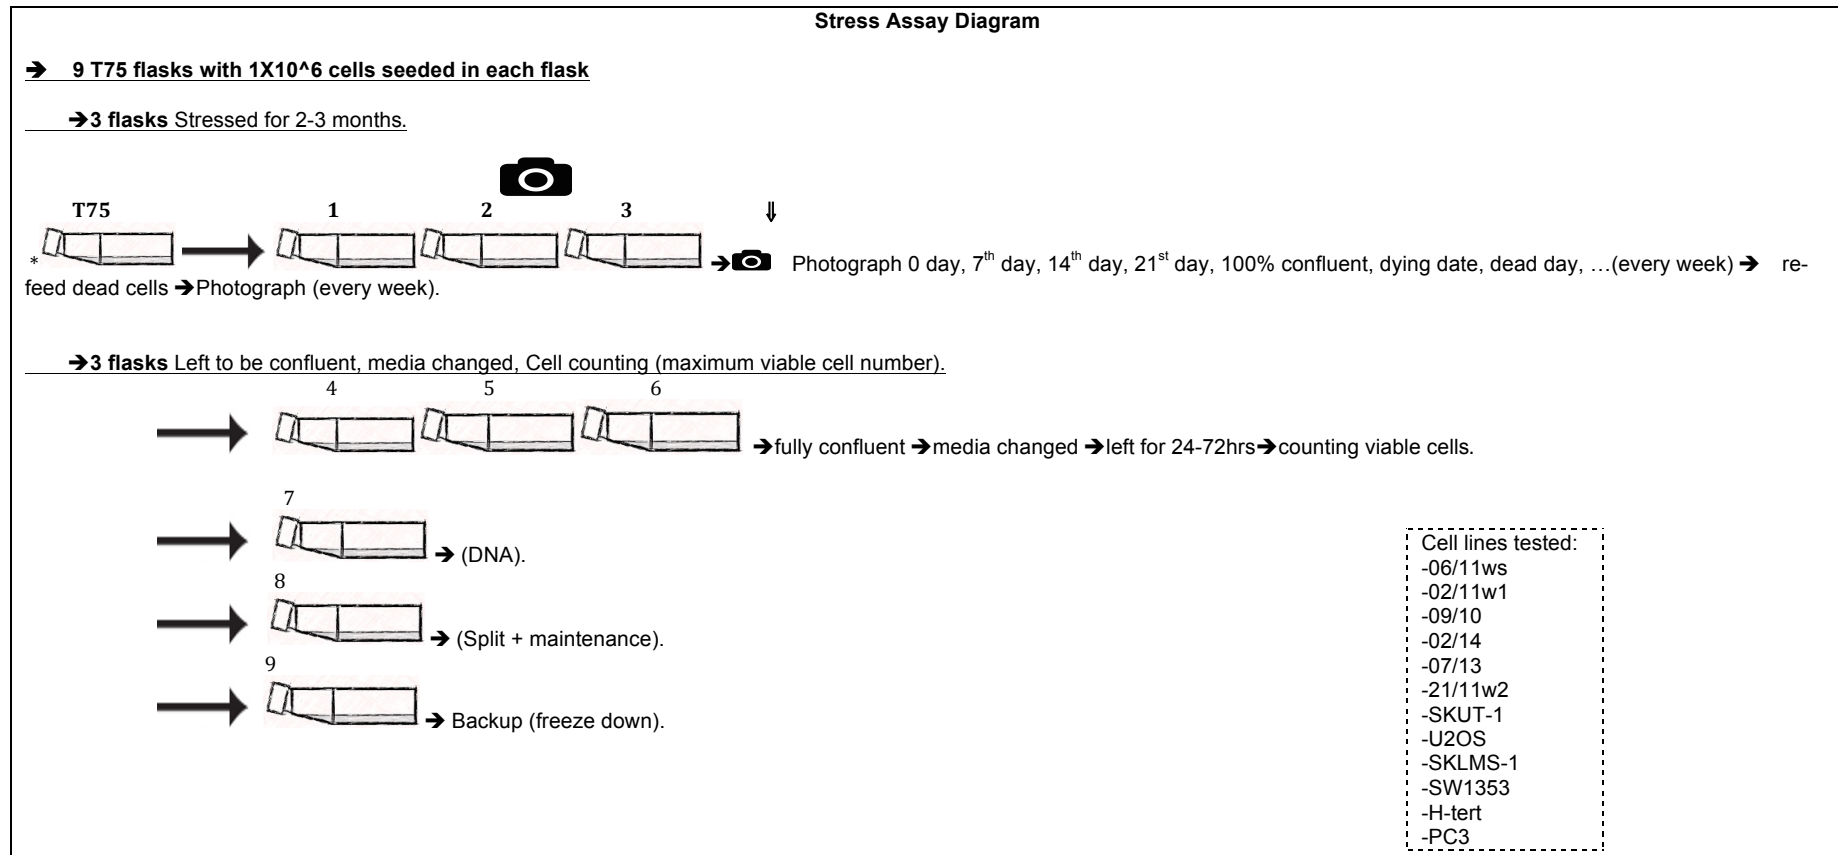 Stress Assay Diagram
➔ 9 T75 flasks with 1X10^6 cells seeded in each flask
➔3 flasks Stressed for 2-3 months.
T75 1 2 3 ⇓
* ➔ Photograph 0 day, 7th day, 14th day, 21st day, 100% confluent, dying date, dead day, …(every week) ➔ re-
feed dead cells ➔Photograph (every week).
➔3 flasks Left to be confluent, media changed, Cell counting (maximum viable cell number).
4 5 6
➔fully confluent ➔media changed ➔left for 24-72hrs➔counting viable cells.
7
➔ (DNA).
8
➔ (Split + maintenance).
9
➔ Backup (freeze down).
Cell lines tested:
-06/11ws
-02/11w1
-09/10
-02/14
-07/13
-21/11w2
-SKUT-1
-U2OS
-SKLMS-1
-SW1353
-H-tert
-PC3